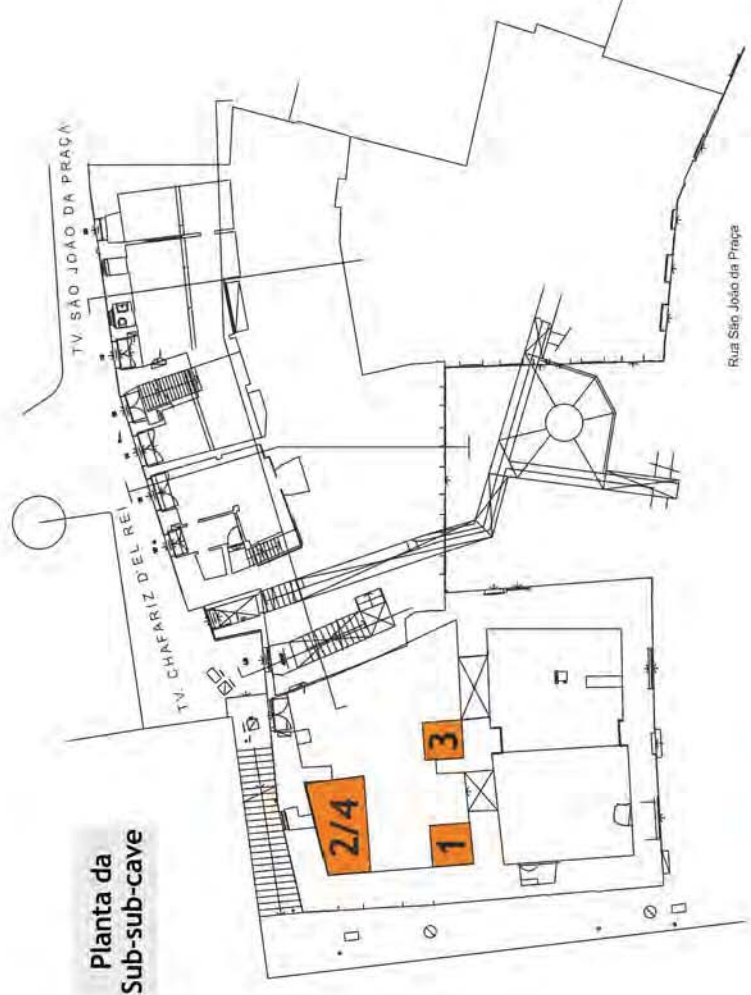 Planta da
Sub-sub-cave
TV. SÃO JOÃO DA PRAÇA
TV. CHAFARIZ D'EL REI
2/4
1
3
Rua São João da Praça